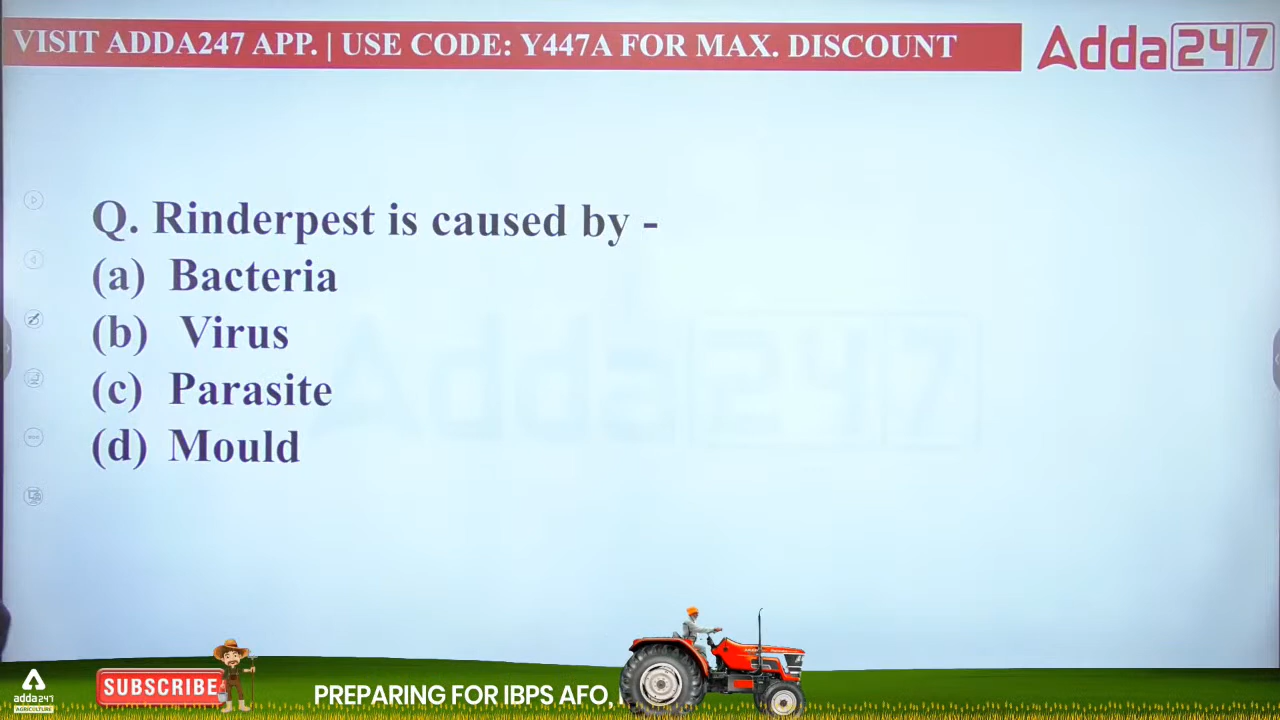 VISIT ADDA247 APP. | USE CODE: Y447A FOR MAX. DISCOUNT
Adda247
Q. Rinderpest is caused by -
(a) Bacteria
(b) Virus
(c) Parasite
(d) Mould
Adda247
adda247
AGRICULTURE
SUBSCRIBE
PREPARING FOR IBPS AFO,